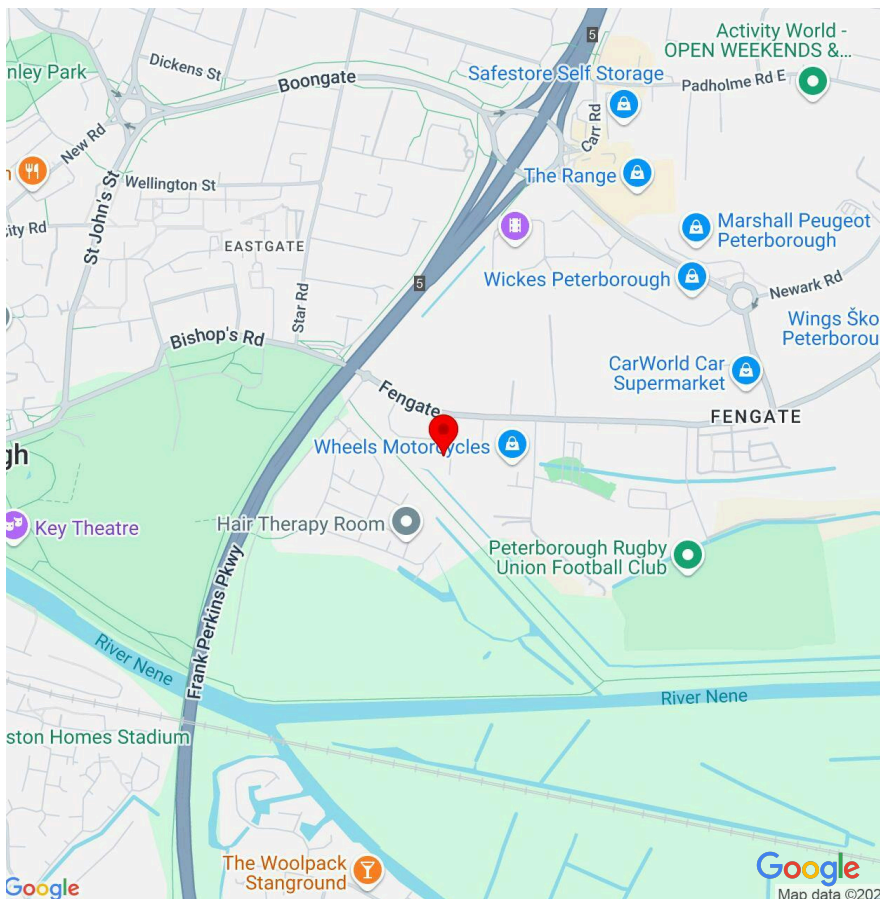 Activity World -
OPEN WEEKENDS &...
5
Safestore Self Storage
Padholme Rd E
Dickens St
Boongate
Carr Rd
nley Park
New Rd
The Range
Wellington St
Marshall Peugeot
Peterborough
City Rd
St John's St
EASTGATE
Wickes Peterborough
5
Newark Rd
Star Rd
Wings Ško
Peterborou
Bishop's Rd
CarWorld Car
Supermarket
Fengate
FENGATE
gh
Wheels Motorcycles
Key Theatre
Hair Therapy Room
Peterborough Rugby
Union Football Club
Frank Perkins Pkwy
River Nene
River Nene
ston Homes Stadium
The Woolpack
Stanground
Google
Google
Map data ©202